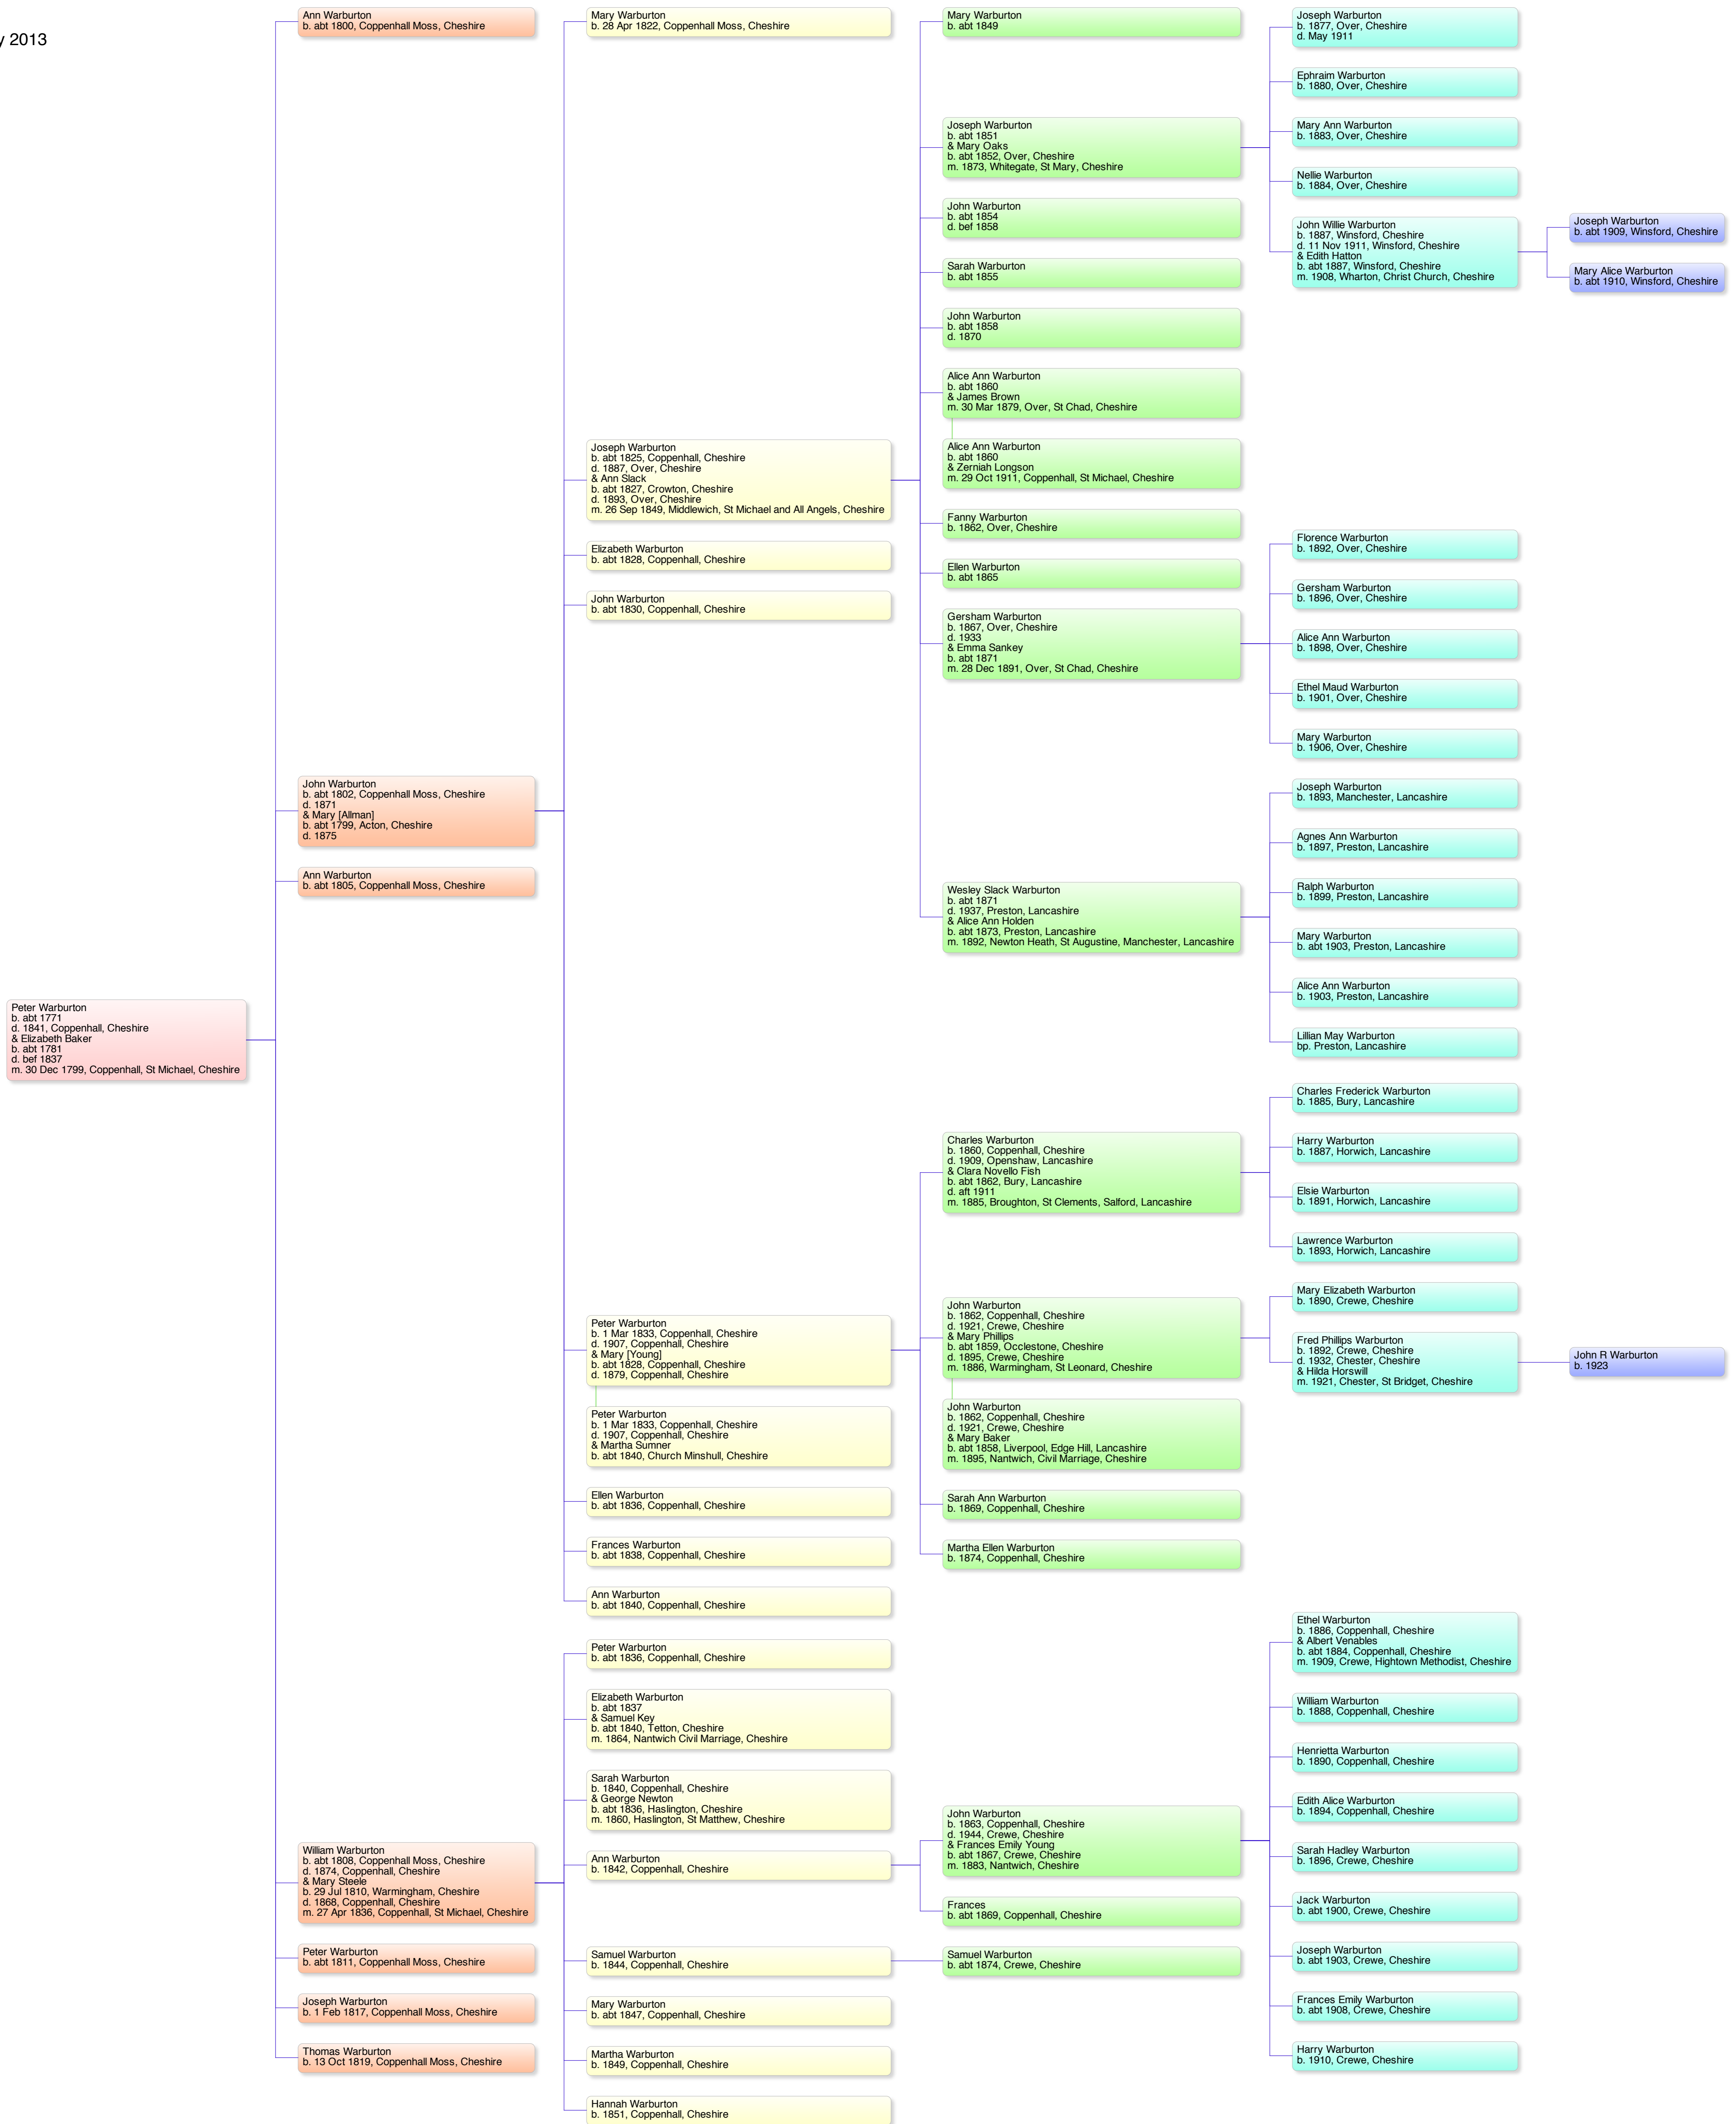 y 2013
Peter Warburton
b. abt 1771
d. 1841, Coppenhall, Cheshire
& Elizabeth Baker
b. abt 1781
d. bef 1837
m. 30 Dec 1799, Coppenhall, St Michael, Cheshire
Ann Warburton
b. abt 1800, Coppenhall Moss, Cheshire
John Warburton
b. abt 1802, Coppenhall Moss, Cheshire
d. 1871
& Mary [Allman]
b. abt 1799, Acton, Cheshire
d. 1875
Ann Warburton
b. abt 1805, Coppenhall Moss, Cheshire
William Warburton
b. abt 1808, Coppenhall Moss, Cheshire
d. 1874, Coppenhall, Cheshire
& Mary Steele
b. 29 Jul 1810, Warmingham, Cheshire
d. 1868, Coppenhall, Cheshire
m. 27 Apr 1836, Coppenhall, St Michael, Cheshire
Peter Warburton
b. abt 1811, Coppenhall Moss, Cheshire
Joseph Warburton
b. 1 Feb 1817, Coppenhall Moss, Cheshire
Thomas Warburton
b. 13 Oct 1819, Coppenhall Moss, Cheshire
Mary Warburton
b. 28 Apr 1822, Coppenhall Moss, Cheshire
Joseph Warburton
b. abt 1825, Coppenhall, Cheshire
d. 1887, Over, Cheshire
& Ann Slack
b. abt 1827, Crowton, Cheshire
d. 1893, Over, Cheshire
m. 26 Sep 1849, Middlewich, St Michael and All Angels, Cheshire
Elizabeth Warburton
b. abt 1828, Coppenhall, Cheshire
John Warburton
b. abt 1830, Coppenhall, Cheshire
Peter Warburton
b. 1 Mar 1833, Coppenhall, Cheshire
d. 1907, Coppenhall, Cheshire
& Mary [Young]
b. abt 1828, Coppenhall, Cheshire
d. 1879, Coppenhall, Cheshire
Peter Warburton
b. 1 Mar 1833, Coppenhall, Cheshire
d. 1907, Coppenhall, Cheshire
& Martha Sumner
b. abt 1840, Church Minshull, Cheshire
Ellen Warburton
b. abt 1836, Coppenhall, Cheshire
Frances Warburton
b. abt 1838, Coppenhall, Cheshire
Ann Warburton
b. abt 1840, Coppenhall, Cheshire
Peter Warburton
b. abt 1836, Coppenhall, Cheshire
Elizabeth Warburton
b. abt 1837
& Samuel Key
b. abt 1840, Tetton, Cheshire
m. 1864, Nantwich Civil Marriage, Cheshire
Sarah Warburton
b. 1840, Coppenhall, Cheshire
& George Newton
b. abt 1836, Haslington, Cheshire
m. 1860, Haslington, St Matthew, Cheshire
Ann Warburton
b. 1842, Coppenhall, Cheshire
Samuel Warburton
b. 1844, Coppenhall, Cheshire
Mary Warburton
b. abt 1847, Coppenhall, Cheshire
Martha Warburton
b. 1849, Coppenhall, Cheshire
Hannah Warburton
b. 1851, Coppenhall, Cheshire
Mary Warburton
b. abt 1849
Joseph Warburton
b. abt 1851
& Mary Oaks
b. abt 1852, Over, Cheshire
m. 1873, Whitegate, St Mary, Cheshire
John Warburton
b. abt 1854
d. bef 1858
Sarah Warburton
b. abt 1855
John Warburton
b. abt 1858
d. 1870
Alice Ann Warburton
b. abt 1860
& James Brown
m. 30 Mar 1879, Over, St Chad, Cheshire
Alice Ann Warburton
b. abt 1860
& Zerniah Longson
m. 29 Oct 1911, Coppenhall, St Michael, Cheshire
Fanny Warburton
b. 1862, Over, Cheshire
Ellen Warburton
b. abt 1865
Gersham Warburton
b. 1867, Over, Cheshire
d. 1933
& Emma Sankey
b. abt 1871
m. 28 Dec 1891, Over, St Chad, Cheshire
Wesley Slack Warburton
b. abt 1871
d. 1937, Preston, Lancashire
& Alice Ann Holden
b. abt 1873, Preston, Lancashire
m. 1892, Newton Heath, St Augustine, Manchester, Lancashire
Charles Warburton
b. 1860, Coppenhall, Cheshire
d. 1909, Openshaw, Lancashire
& Clara Novello Fish
b. abt 1862, Bury, Lancashire
d. aft 1911
m. 1885, Broughton, St Clements, Salford, Lancashire
John Warburton
b. 1862, Coppenhall, Cheshire
d. 1921, Crewe, Cheshire
& Mary Phillips
b. abt 1859, Occlestone, Cheshire
d. 1895, Crewe, Cheshire
m. 1886, Warmingham, St Leonard, Cheshire
John Warburton
b. 1862, Coppenhall, Cheshire
d. 1921, Crewe, Cheshire
& Mary Baker
b. abt 1858, Liverpool, Edge Hill, Lancashire
m. 1895, Nantwich, Civil Marriage, Cheshire
Sarah Ann Warburton
b. 1869, Coppenhall, Cheshire
Martha Ellen Warburton
b. 1874, Coppenhall, Cheshire
John Warburton
b. 1863, Coppenhall, Cheshire
d. 1944, Crewe, Cheshire
& Frances Emily Young
b. abt 1867, Crewe, Cheshire
m. 1883, Nantwich, Cheshire
Frances
b. abt 1869, Coppenhall, Cheshire
Samuel Warburton
b. abt 1874, Crewe, Cheshire
Joseph Warburton
b. 1877, Over, Cheshire
d. May 1911
Ephraim Warburton
b. 1880, Over, Cheshire
Mary Ann Warburton
b. 1883, Over, Cheshire
Nellie Warburton
b. 1884, Over, Cheshire
John Willie Warburton
b. 1887, Winsford, Cheshire
d. 11 Nov 1911, Winsford, Cheshire
& Edith Hatton
b. abt 1887, Winsford, Cheshire
m. 1908, Wharton, Christ Church, Cheshire
Florence Warburton
b. 1892, Over, Cheshire
Gersham Warburton
b. 1896, Over, Cheshire
Alice Ann Warburton
b. 1898, Over, Cheshire
Ethel Maud Warburton
b. 1901, Over, Cheshire
Mary Warburton
b. 1906, Over, Cheshire
Joseph Warburton
b. 1893, Manchester, Lancashire
Agnes Ann Warburton
b. 1897, Preston, Lancashire
Ralph Warburton
b. 1899, Preston, Lancashire
Mary Warburton
b. abt 1903, Preston, Lancashire
Alice Ann Warburton
b. 1903, Preston, Lancashire
Lillian May Warburton
bp. Preston, Lancashire
Charles Frederick Warburton
b. 1885, Bury, Lancashire
Harry Warburton
b. 1887, Horwich, Lancashire
Elsie Warburton
b. 1891, Horwich, Lancashire
Lawrence Warburton
b. 1893, Horwich, Lancashire
Mary Elizabeth Warburton
b. 1890, Crewe, Cheshire
Fred Phillips Warburton
b. 1892, Crewe, Cheshire
d. 1932, Chester, Cheshire
& Hilda Horswill
m. 1921, Chester, St Bridget, Cheshire
Ethel Warburton
b. 1886, Coppenhall, Cheshire
& Albert Venables
b. abt 1884, Coppenhall, Cheshire
m. 1909, Crewe, Hightown Methodist, Cheshire
William Warburton
b. 1888, Coppenhall, Cheshire
Henrietta Warburton
b. 1890, Coppenhall, Cheshire
Edith Alice Warburton
b. 1894, Coppenhall, Cheshire
Sarah Hadley Warburton
b. 1896, Crewe, Cheshire
Jack Warburton
b. abt 1900, Crewe, Cheshire
Joseph Warburton
b. abt 1903, Crewe, Cheshire
Frances Emily Warburton
b. abt 1908, Crewe, Cheshire
Harry Warburton
b. 1910, Crewe, Cheshire
Joseph Warburton
b. abt 1909, Winsford, Cheshire
Mary Alice Warburton
b. abt 1910, Winsford, Cheshire
John R Warburton
b. 1923